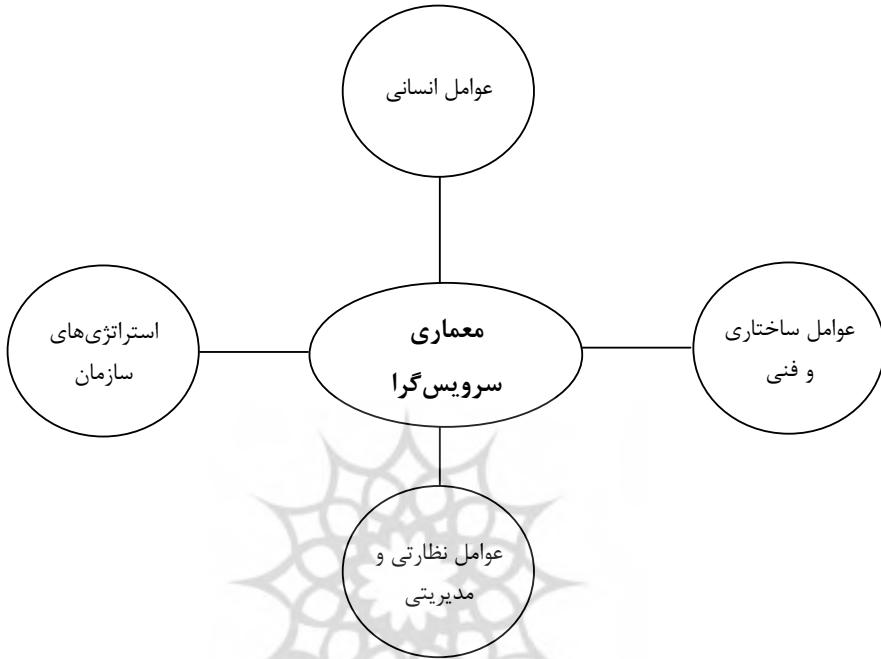 عوامل انسانی
عوامل ساختاری
و فنی
معماری
سرویس‌گرا
استراتژی‌های
سازمان
عوامل نظارتی و
مدیریتی